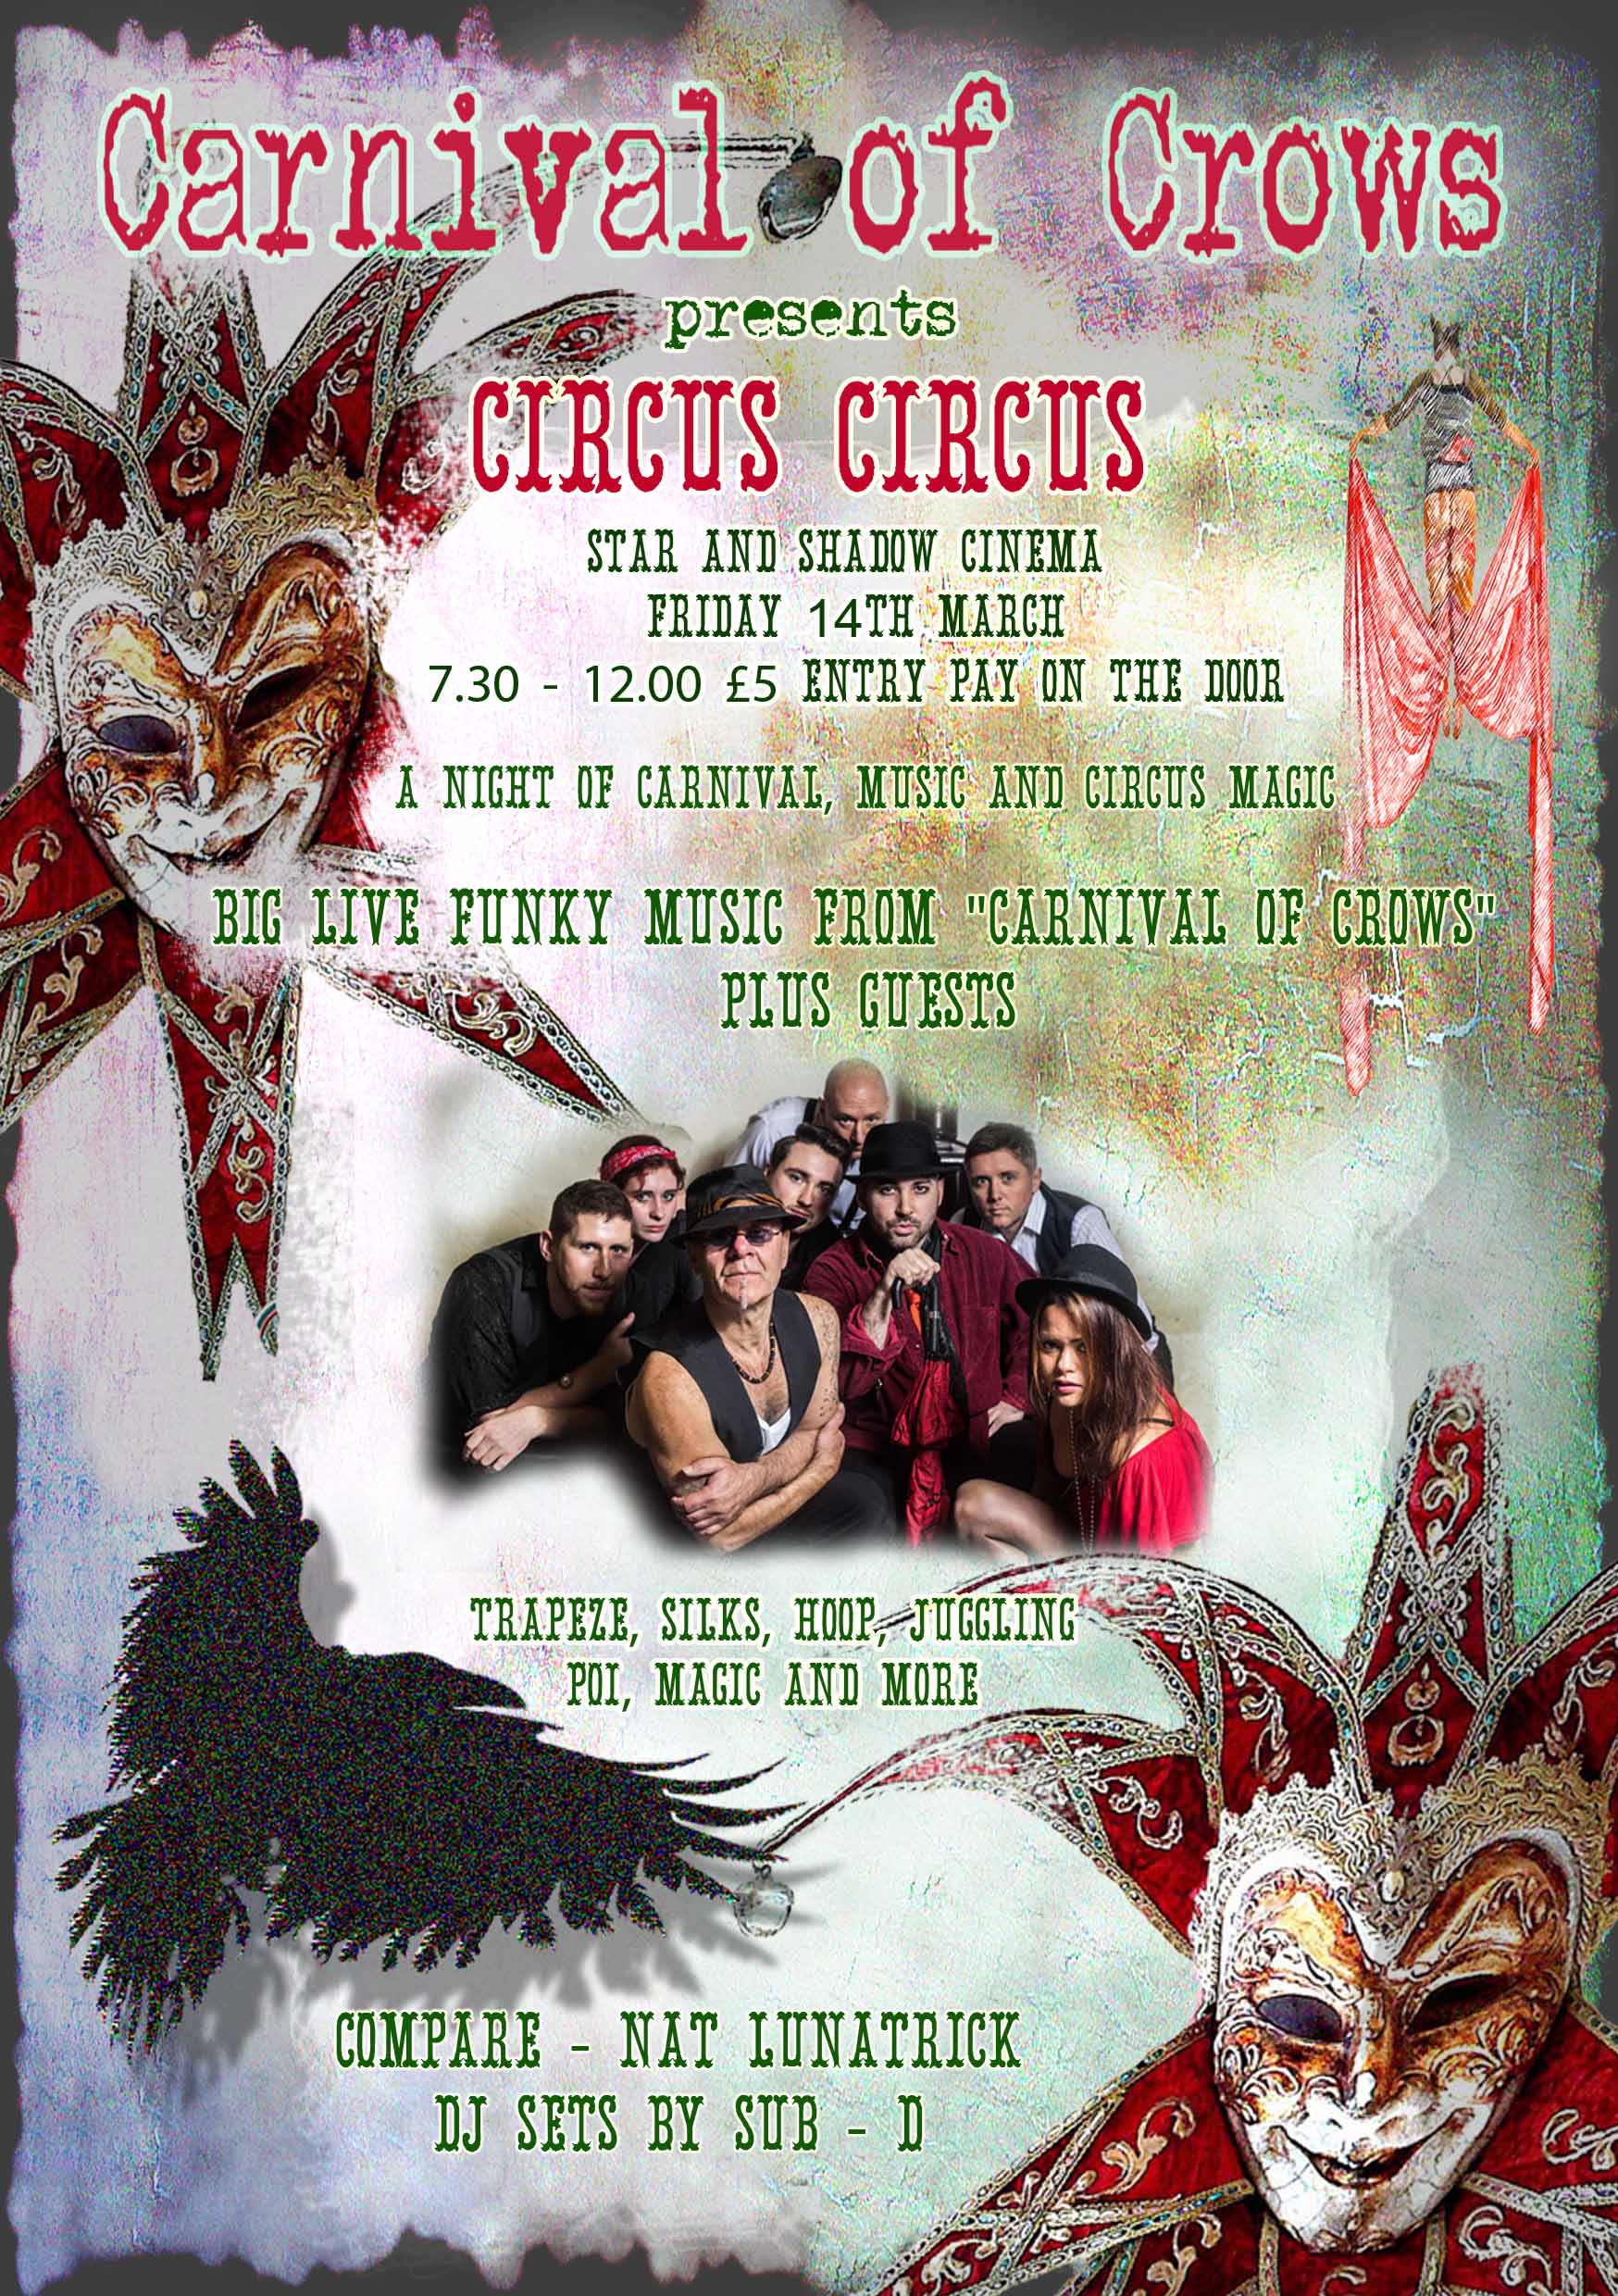 Carnival of Crows
presents
CIRCUS CIRCUS
STAR AND SHADOW CINEMA
FRIDAY 14TH MARCH
7.30 - 12.00 £5 ENTRY PAY ON THE DOOR
A NIGHT OF CARNIVAL, MUSIC AND CIRCUS MAGIC
BIG LIVE FUNKY MUSIC FROM "CARNIVAL OF CROWS"
PLUS GUESTS
TRAPEZE, SILKS, HOOP, JUGGLING
POI, MAGIC AND MORE
COMPARE - NAT LUNATRICK
DJ SETS BY SUB - D